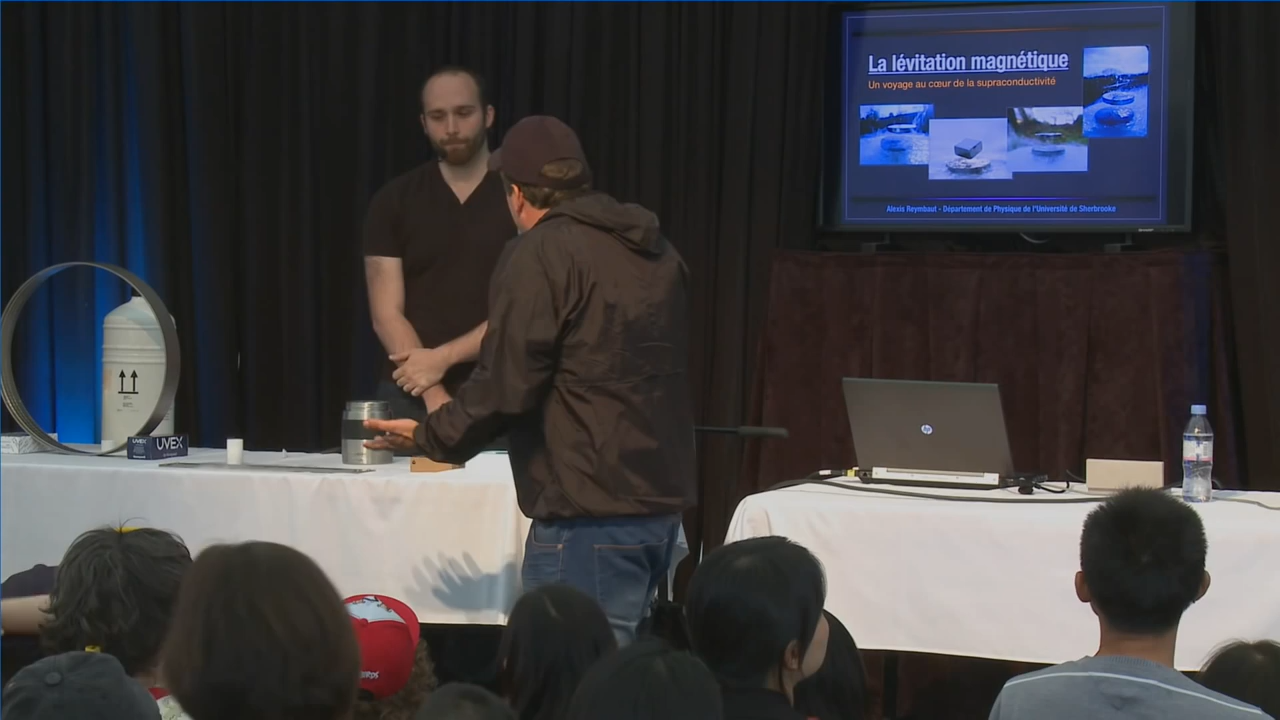 La lévitation magnétique
Un voyage au cœur de la supraconductivité
Alexis Reymbaut - Département de Physique de l'Université de Sherbrooke
hp
UVEX
UVEX